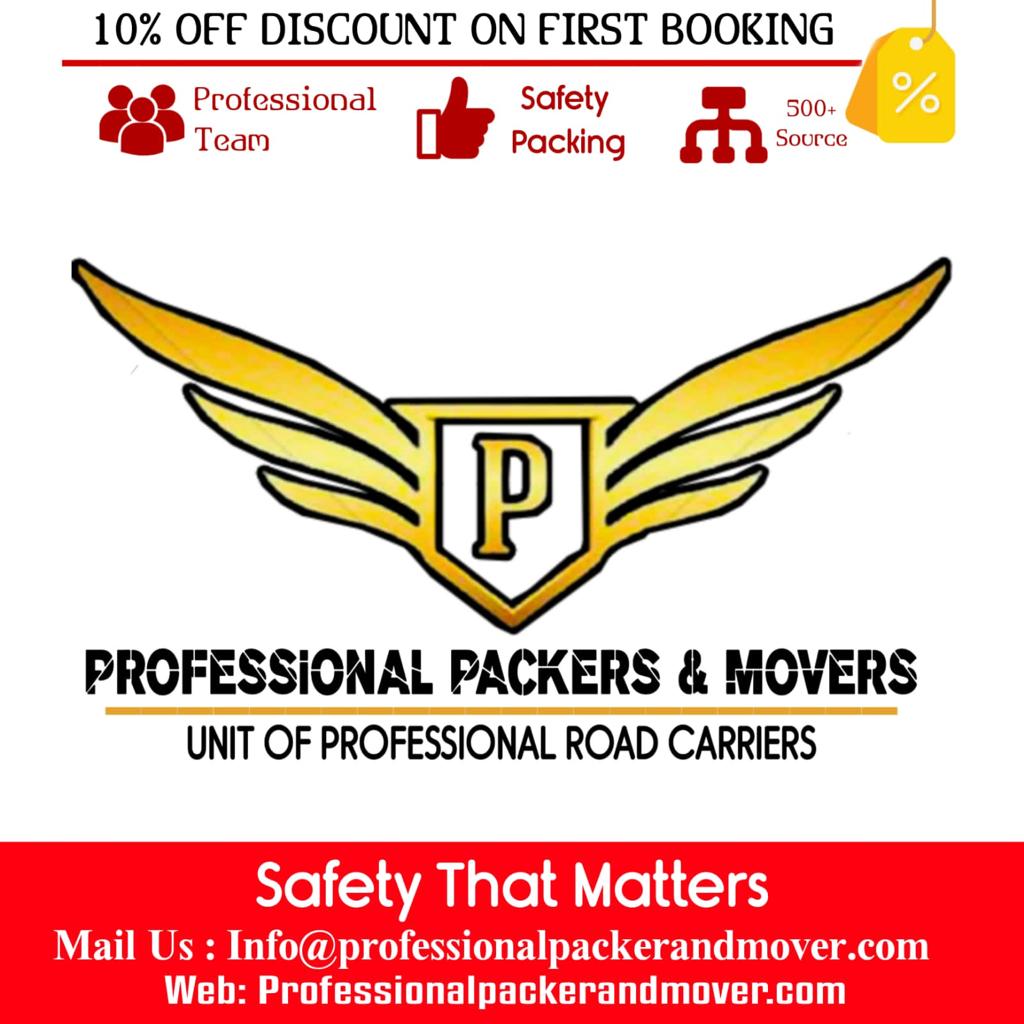 10% OFF DISCOUNT ON FIRST BOOKING
%
Professional
Team
Safety
Packing
500+
Source
P
PROFESSIONAL PACKERS & MOVERS
UNIT OF PROFESSIONAL ROAD CARRIERS
Safety That Matters
Mail Us : Info@professionalpackerandmover.com
Web: Professionalpackerandmover.com